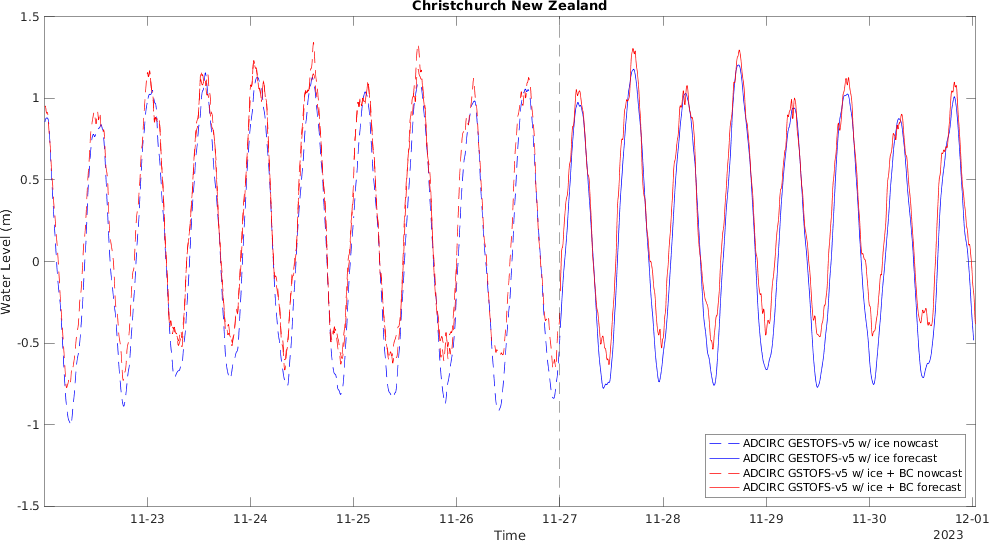 Christchurch New Zealand
1.5
1
0.5
0
-0.5
-1
-1.5
Water Level (m)
11-23
11-24
11-25
11-26
11-27
11-28
11-29
11-30
12-01
Time
2023
ADCIRC GESTOFS-v5 w/ ice nowcast
ADCIRC GESTOFS-v5 w/ ice forecast
ADCIRC GSTOFS-v5 w/ ice + BC nowcast
ADCIRC GSTOFS-v5 w/ ice + BC forecast